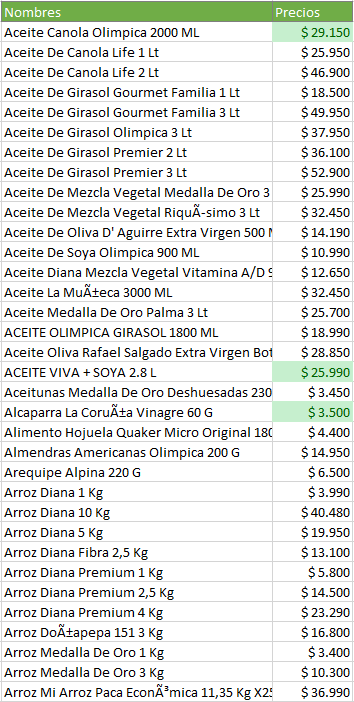 Nombres Precios
Aceite Canola Olimpica 2000 ML $ 29.150
Aceite De Canola Life 1 Lt $ 25.950
Aceite De Canola Life 2 Lt $ 46.900
Aceite De Girasol Gourmet Familia 1 Lt $ 18.500
Aceite De Girasol Gourmet Familia 3 Lt $ 49.950
Aceite De Girasol Olimpica 3 Lt $ 37.950
Aceite De Girasol Premier 2 Lt $ 36.100
Aceite De Girasol Premier 3 Lt $ 52.900
Aceite De Mezcla Vegetal Medalla De Oro 3 $ 25.990
Aceite De Mezcla Vegetal RiquÃ-simo 3 Lt $ 32.450
Aceite De Oliva D' Aguirre Extra Virgen 500 M $ 14.190
Aceite De Soya Olimpica 900 ML $ 10.990
Aceite Diana Mezcla Vegetal Vitamina A/D 9 $ 12.650
Aceite La MuÃ±eca 3000 ML $ 32.450
Aceite Medalla De Oro Palma 3 Lt $ 25.700
ACEITE OLIMPICA GIRASOL 1800 ML $ 18.990
Aceite Oliva Rafael Salgado Extra Virgen Bot $ 28.850
ACEITE VIVA + SOYA 2.8 L $ 25.990
Aceitunas Medalla De Oro Deshuesadas 230 $ 3.450
Alcaparra La CoruÃ±a Vinagre 60 G $ 3.500
Alimento Hojuela Quaker Micro Original 180 $ 4.400
Almendras Americanas Olimpica 200 G $ 14.950
Arequipe Alpina 220 G $ 6.500
Arroz Diana 1 Kg $ 3.990
Arroz Diana 10 Kg $ 40.480
Arroz Diana 5 Kg $ 19.950
Arroz Diana Fibra 2,5 Kg $ 13.100
Arroz Diana Premium 1 Kg $ 5.800
Arroz Diana Premium 2,5 Kg $ 14.500
Arroz Diana Premium 4 Kg $ 23.290
Arroz DoÃ±apepa 151 3 Kg $ 16.800
Arroz Medalla De Oro 1 Kg $ 3.400
Arroz Medalla De Oro 3 Kg $ 10.300
Arroz Mi Arroz Paca EconÃ³mica 11,35 Kg X25 $ 36.990